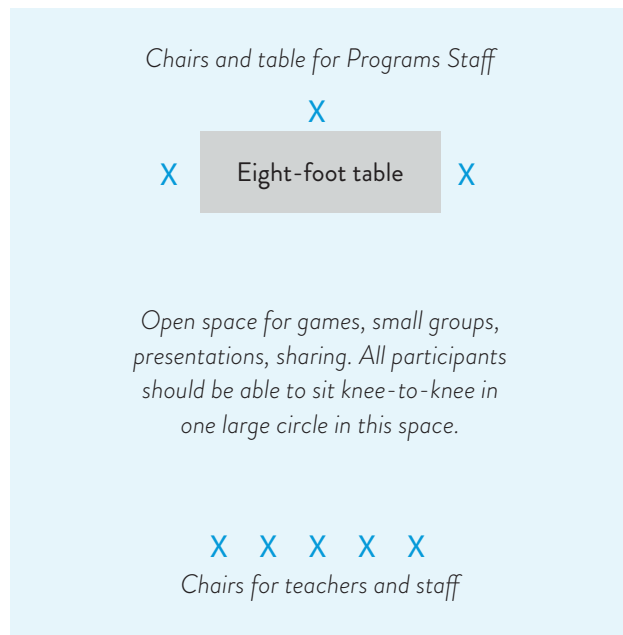 Chairs and table for Programs Staff
X
X Eight-foot table X
Open space for games, small groups,
presentations, sharing. All participants
should be able to sit knee-to-knee in
one large circle in this space.
X X X X X
Chairs for teachers and staff